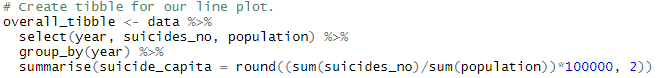 # Create tibble for our line plot.
overall_tibble <- data %>%
  select(year, suicides_no, population) %>%
  group_by(year) %>%
  summarise(suicide_capita = round((sum(suicides_no)/sum(population))*100000, 2))